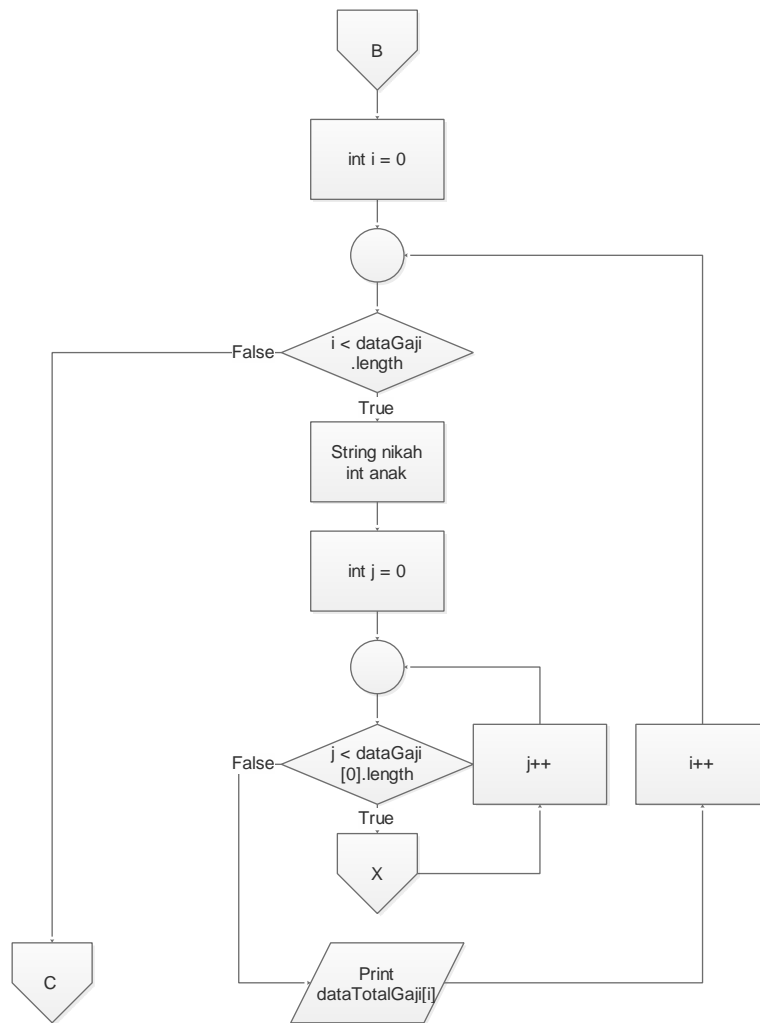 B
int i = 0
i < dataGaji
.length
False
True
String nikah
int anak
int j = 0
j < dataGaji
[0].length
False
j++
i++
True
X
C
Print
dataTotalGaji[i]